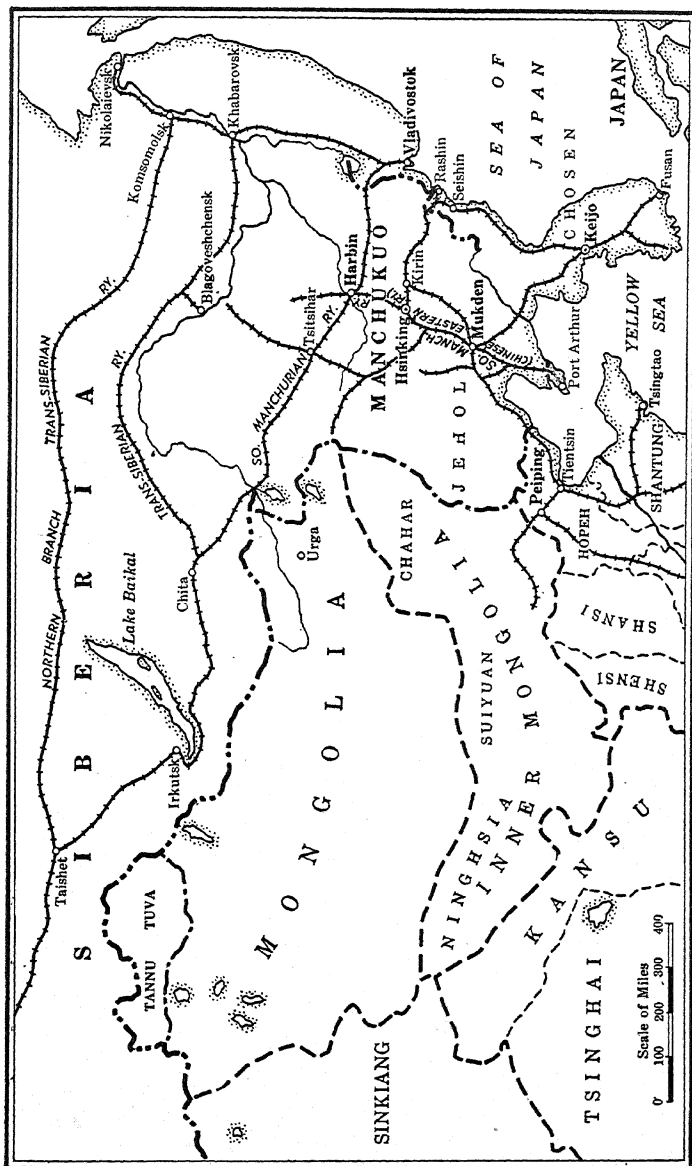 Nikolaievsk
Komsomolsk
Khabarovsk
TRANS-SIBERIAN RY.
NORTHERN BRANCH
TRANS-SIBERIAN RY.
SIBERIA
Taishet
Irkutsk
Lake Baikal
Chita
Blagoveshchensk
Tsitsihar
SO. MANCHURIAN RY.
Harbin
Vladivostok
Rashin
Seishin
SEA OF
JAPAN
JAPAN
CHOSEN
Keijo
Fusan
MANCHUKUO
Hsinking
Kirin
Mukden
SO. MANCH.
(CHINESE EASTERN RY.)
Port Arthur
YELLOW
SEA
Tsingtao
SHANTUNG
JEHOL
Peiping
Tientsin
HOPEH
CHAHAR
Urga
MONGOLIA
TANNU TUVA
SUIYUAN
NINGHSIA
INNER MONGOLIA
SHANSI
SHENSI
KANSU
TSINGHAI
SINKIANG
Scale of Miles
0 100 200 300 400